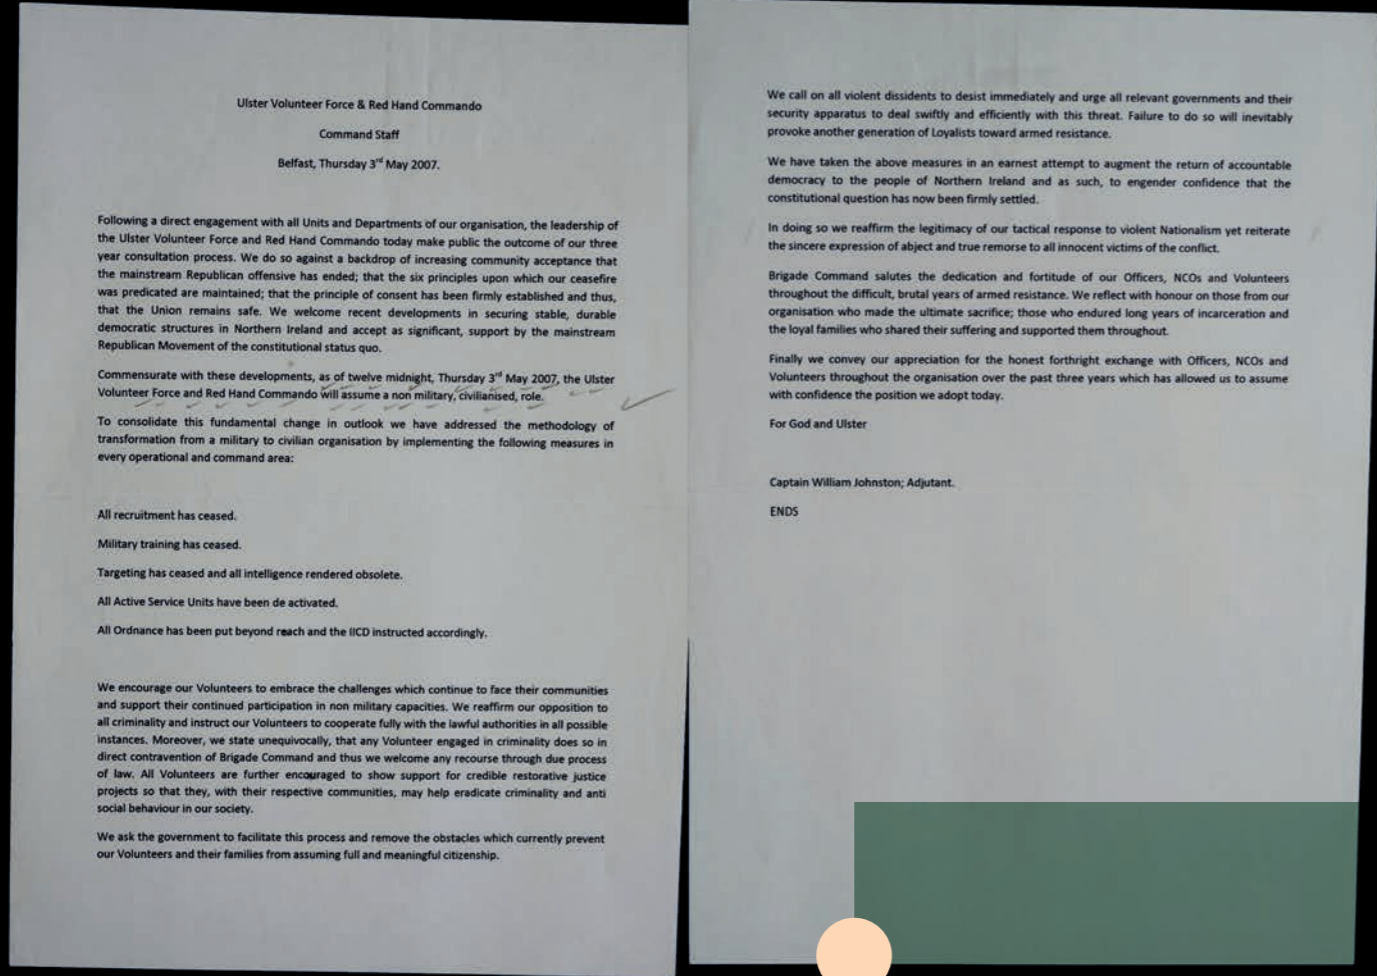 Ulster Volunteer Force & Red Hand Commando
Command Staff
Belfast, Thursday 3rd May 2007.
Following a direct engagement with all Units and Departments of our organisation, the leadership of
the Ulster Volunteer Force and Red Hand Commando today make public the outcome of our three
year consultation process. We do so against a backdrop of increasing community acceptance that
the mainstream Republican offensive has ended; that the six principles upon which our ceasefire
was predicated are maintained; that the principle of consent has been firmly established and thus,
that the Union remains safe. We welcome recent developments in securing stable, durable
democratic structures in Northern Ireland and accept as significant, support by the mainstream
Republican Movement of the constitutional status quo.
Commensurate with these developments, as of twelve midnight, Thursday 3rd May 2007, the Ulster
Volunteer Force and Red Hand Commando will assume a non military, civilianised, role.
To consolidate this fundamental change in outlook we have addressed the methodology of
transformation from a military to civilian organisation by implementing the following measures in
every operational and command area:
All recruitment has ceased.
Military training has ceased.
Targeting has ceased and all intelligence rendered obsolete.
All Active Service Units have been de activated.
All Ordnance has been put beyond reach and the IICD instructed accordingly.
We encourage our Volunteers to embrace the challenges which continue to face their communities
and support their continued participation in non military capacities. We reaffirm our opposition to
all criminality and instruct our Volunteers to cooperate fully with the lawful authorities in all possible
instances. Moreover, we state unequivocally, that any Volunteer engaged in criminality does so in
direct contravention of Brigade Command and thus we welcome any recourse through due process
of law. All Volunteers are further encouraged to show support for credible restorative justice
projects so that they, with their respective communities, may help eradicate criminality and anti
social behaviour in our society.
We ask the government to facilitate this process and remove the obstacles which currently prevent
our Volunteers and their families from assuming full and meaningful citizenship.
We call on all violent dissidents to desist immediately and urge all relevant governments and their
security apparatus to deal swiftly and efficiently with this threat. Failure to do so will inevitably
provoke another generation of Loyalists toward armed resistance.
We have taken the above measures in an earnest attempt to augment the return of accountable
democracy to the people of Northern Ireland and as such, to engender confidence that the
constitutional question has now been firmly settled.
In doing so we reaffirm the legitimacy of our tactical response to violent Nationalism yet reiterate
the sincere expression of abject and true remorse to all innocent victims of the conflict.
Brigade Command salutes the dedication and fortitude of our Officers, NCOs and Volunteers
throughout the difficult, brutal years of armed resistance. We reflect with honour on those from our
organisation who made the ultimate sacrifice; those who endured long years of incarceration and
the loyal families who shared their suffering and supported them throughout.
Finally we convey our appreciation for the honest forthright exchange with Officers, NCOs and
Volunteers throughout the organisation over the past three years which has allowed us to assume
with confidence the position we adopt today.
For God and Ulster
Captain William Johnston; Adjutant.
ENDS